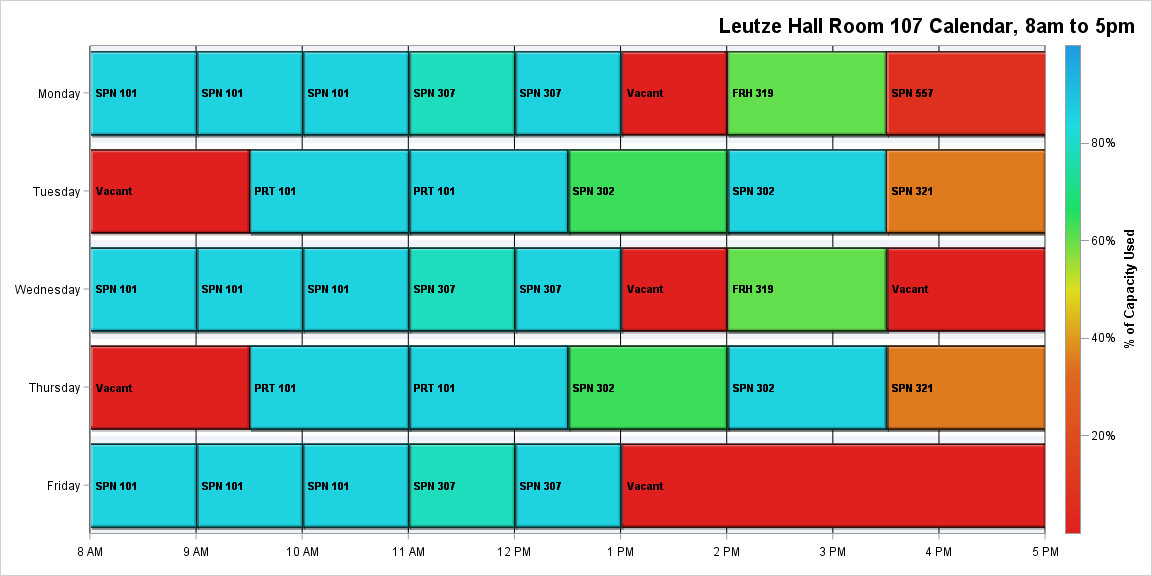 Leutze Hall Room 107 Calendar, 8am to 5pm
Monday
SPN 101
SPN 101
SPN 101
SPN 307
SPN 307
Vacant
FRH 319
SPN 557
Tuesday
Vacant
PRT 101
PRT 101
SPN 302
SPN 302
SPN 321
Wednesday
SPN 101
SPN 101
SPN 101
SPN 307
SPN 307
Vacant
FRH 319
Vacant
Thursday
Vacant
PRT 101
PRT 101
SPN 302
SPN 302
SPN 321
Friday
SPN 101
SPN 101
SPN 101
SPN 307
SPN 307
Vacant
8 AM
9 AM
10 AM
11 AM
12 PM
1 PM
2 PM
3 PM
4 PM
5 PM
80%
60%
40%
20%
% of Capacity Used